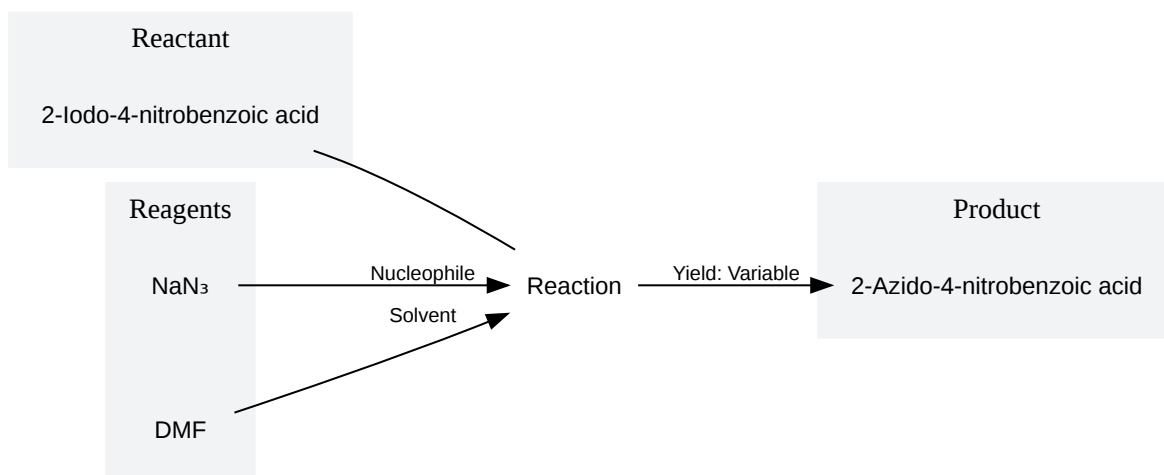 Reactant
2-Iodo-4-nitrobenzoic acid
Reagents
NaN₃
DMF
Nucleophile
Solvent
Reaction
Yield: Variable
Product
2-Azido-4-nitrobenzoic acid